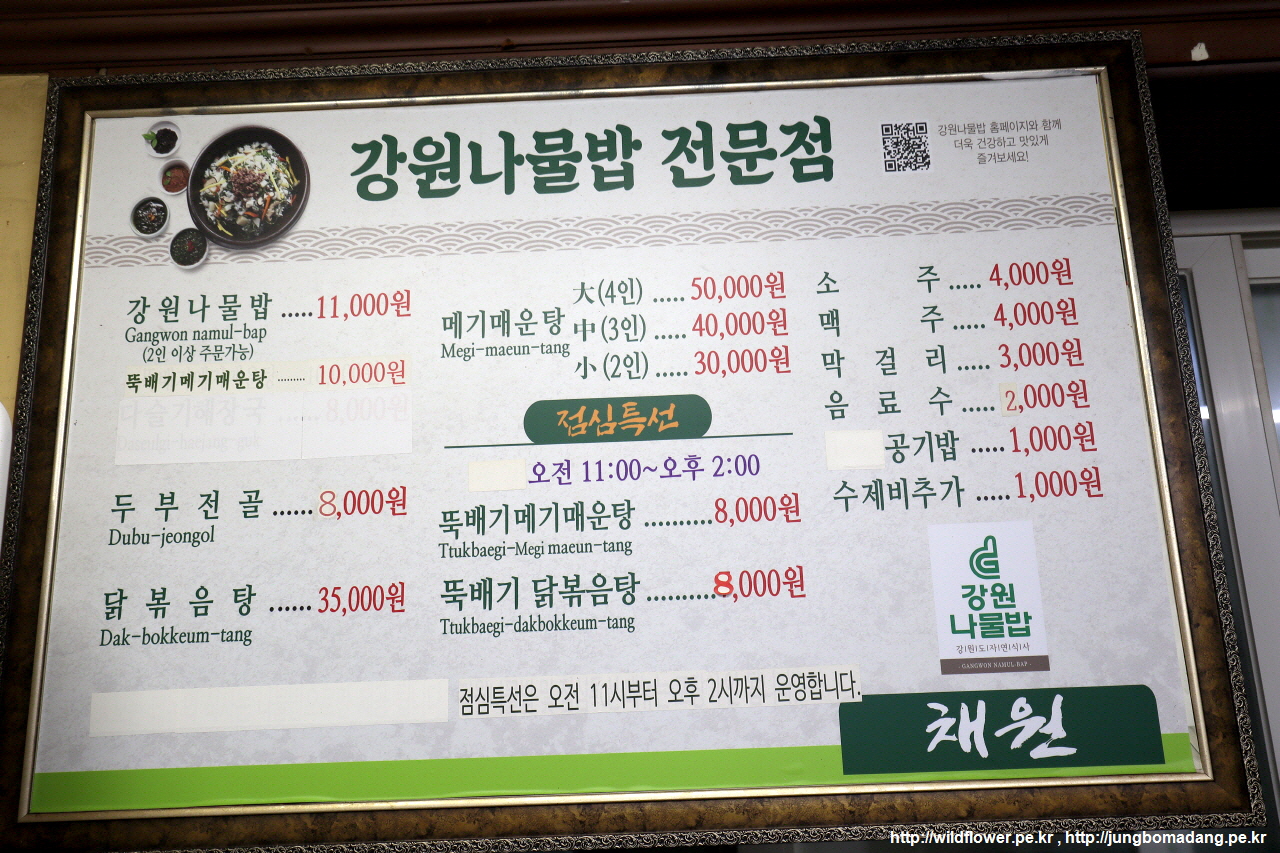 강원나물밥 전문점
강원나물밥 홈페이지와 함께
더욱 건강하고 맛있게
즐겨보세요!
강원나물밥 ..... 11,000원
Gangwon namul-bap
(2인 이상 주문가능)
뚝배기메기매운탕 ......... 10,000원
8,000원
두부전골 ...... 8,000원
Dubu-jeongol
닭볶음탕 ...... 35,000원
Dak-bokkeum-tang
메기매운탕
Megi-maeun-tang
大(4인) ..... 50,000원
中(3인) ..... 40,000원
小(2인) ..... 30,000원
점심특선
오전 11:00~오후 2:00
뚝배기메기매운탕 .......... 8,000원
Ttukbaegi-Megi maeun-tang
뚝배기 닭볶음탕 .......... 8,000원
Ttukbaegi-dakbokkeum-tang
소 주 ..... 4,000원
맥 주 ..... 4,000원
막 걸 리 ..... 3,000원
음 료 수 ..... 2,000원
공기밥 ..... 1,000원
수제비추가 ..... 1,000원
강원
나물밥
강|원|도|자|연|식|사
- GANGWON NAMUL-BAP -
점심특선은 오전 11시부터 오후 2시까지 운영합니다.
채원
http://wildflower.pe.kr , http://jungbomadang.pe.kr